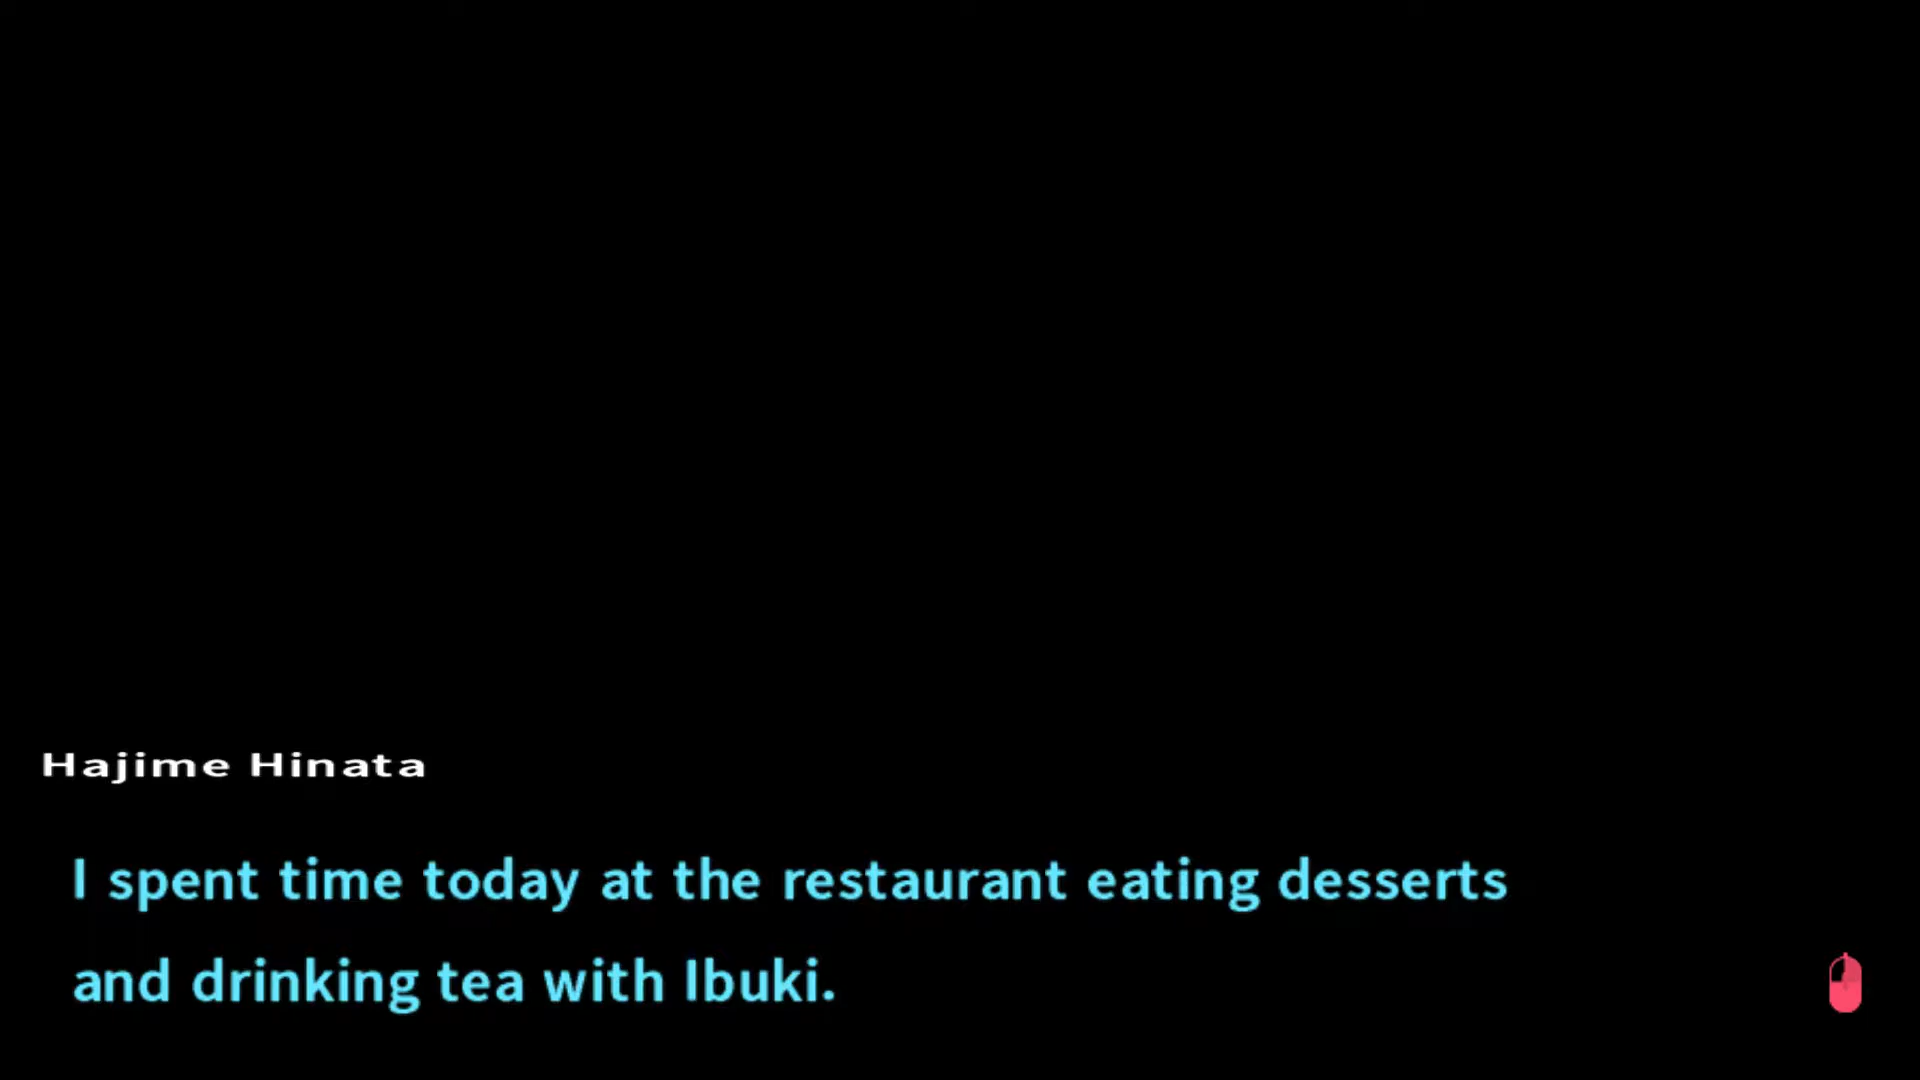 Hajime Hinata
I spent time today at the restaurant eating desserts
and drinking tea with Ibuki.